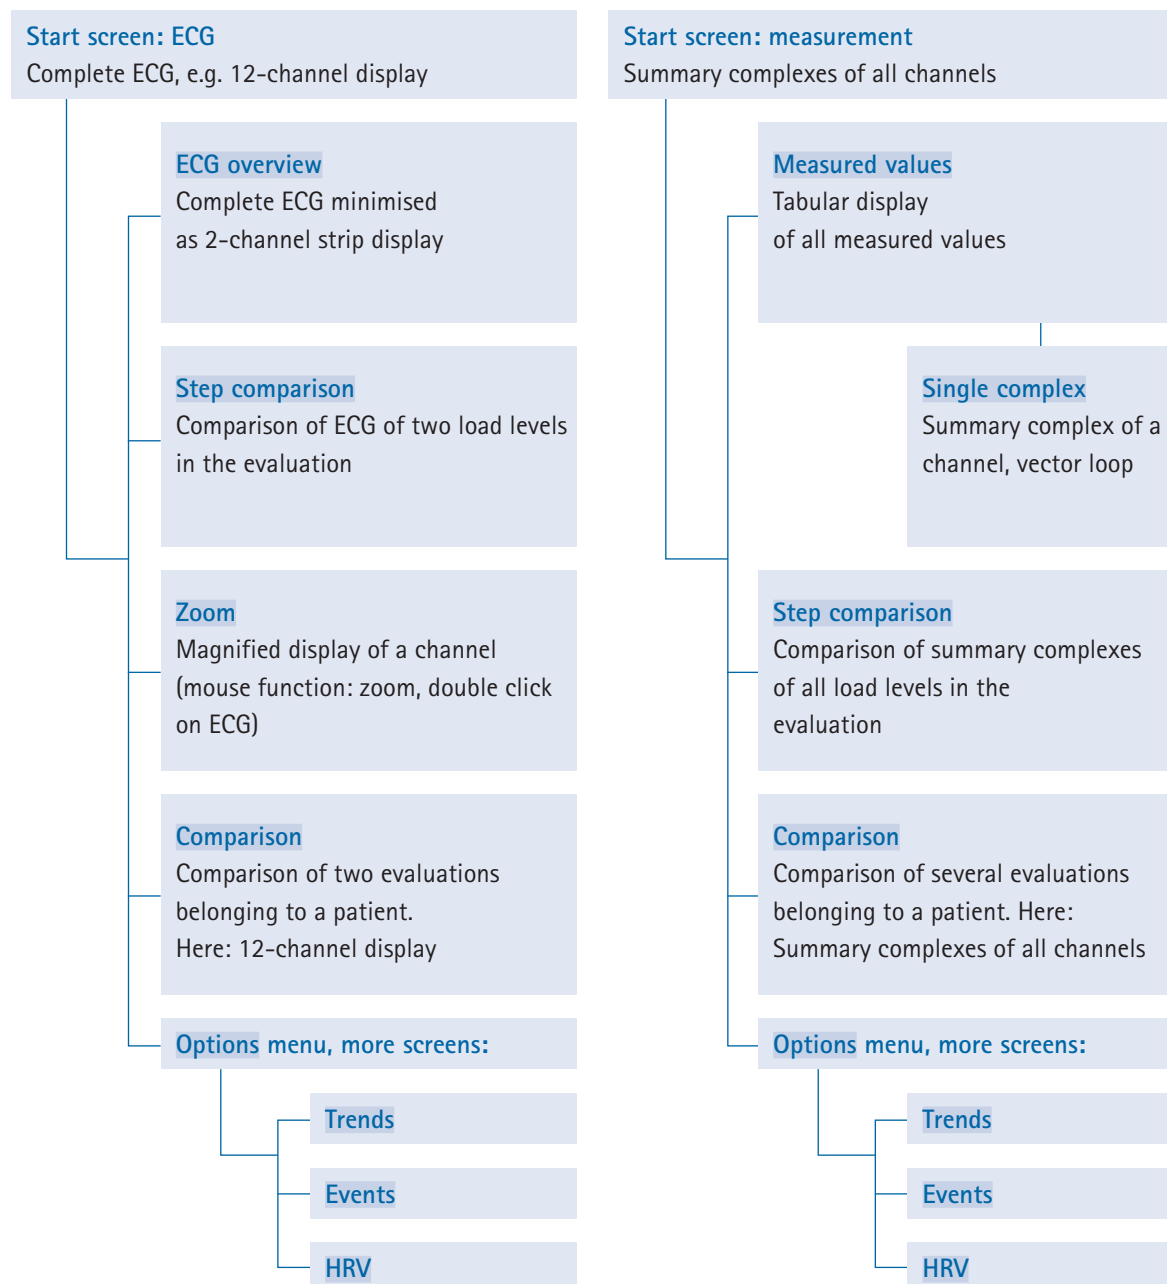 Start screen: ECG
Complete ECG, e.g. 12-channel display
ECG overview
Complete ECG minimised
as 2-channel strip display
Step comparison
Comparison of ECG of two load levels
in the evaluation
Zoom
Magnified display of a channel
(mouse function: zoom, double click
on ECG)
Comparison
Comparison of two evaluations
belonging to a patient.
Here: 12-channel display
Options menu, more screens:
Trends
Events
HRV
Start screen: measurement
Summary complexes of all channels
Measured values
Tabular display
of all measured values
Single complex
Summary complex of a
channel, vector loop
Step comparison
Comparison of summary complexes
of all load levels in the
evaluation
Comparison
Comparison of several evaluations
belonging to a patient. Here:
Summary complexes of all channels
Options menu, more screens:
Trends
Events
HRV